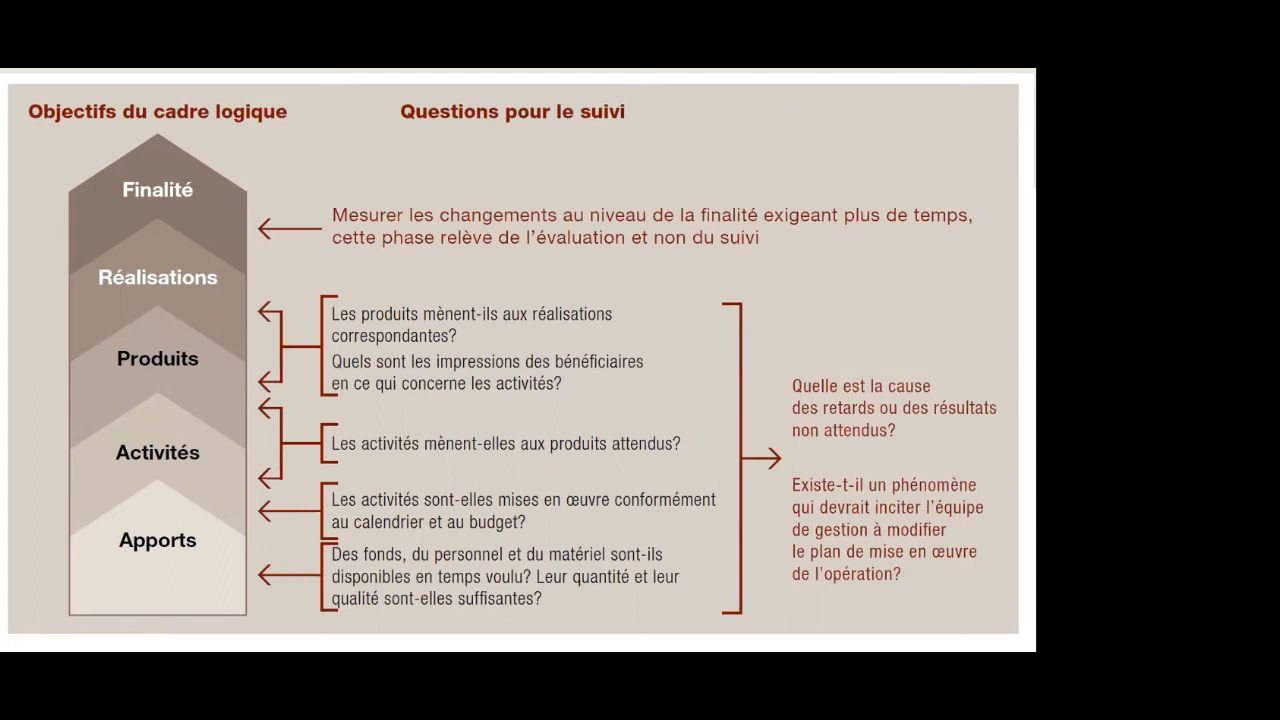 Objectifs du cadre logique
Questions pour le suivi
Finalité
Réalisations
Produits
Activités
Apports
Mesurer les changements au niveau de la finalité exigeant plus de temps,
cette phase relève de l’évaluation et non du suivi
Les produits mènent-ils aux réalisations
correspondantes?
Quels sont les impressions des bénéficiaires
en ce qui concerne les activités?
Les activités mènent-elles aux produits attendus?
Les activités sont-elles mises en œuvre conformément
au calendrier et au budget?
Des fonds, du personnel et du matériel sont-ils
disponibles en temps voulu? Leur quantité et leur
qualité sont-elles suffisantes?
Quelle est la cause
des retards ou des résultats
non attendus?
Existe-t-il un phénomène
qui devrait inciter l’équipe
de gestion à modifier
le plan de mise en œuvre
de l’opération?